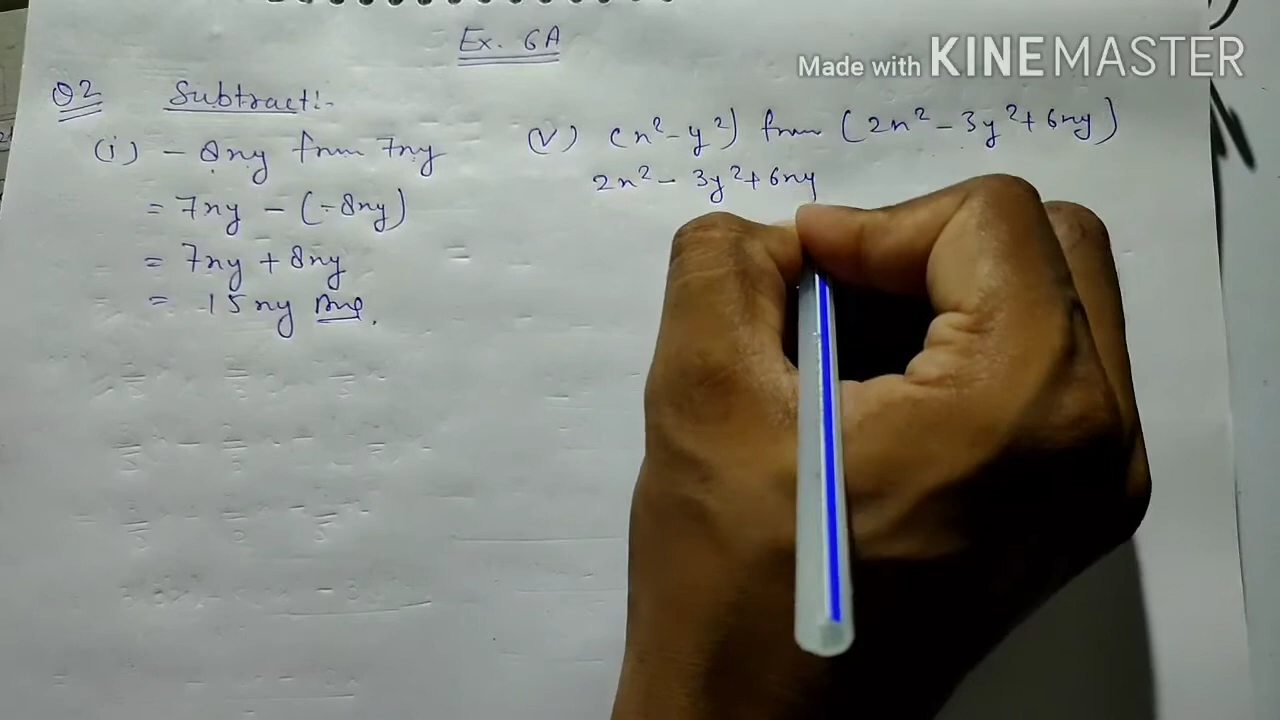 Ex. 6A
Made with KINEMASTER
Q2 Subtract:-
(i) - 8xy from 7xy
= 7xy - (-8xy)
= 7xy + 8xy
= 15xy Ans.
(V) (x² - y²) from (2x² - 3y² + 6xy)
2x² - 3y² + 6xy
=